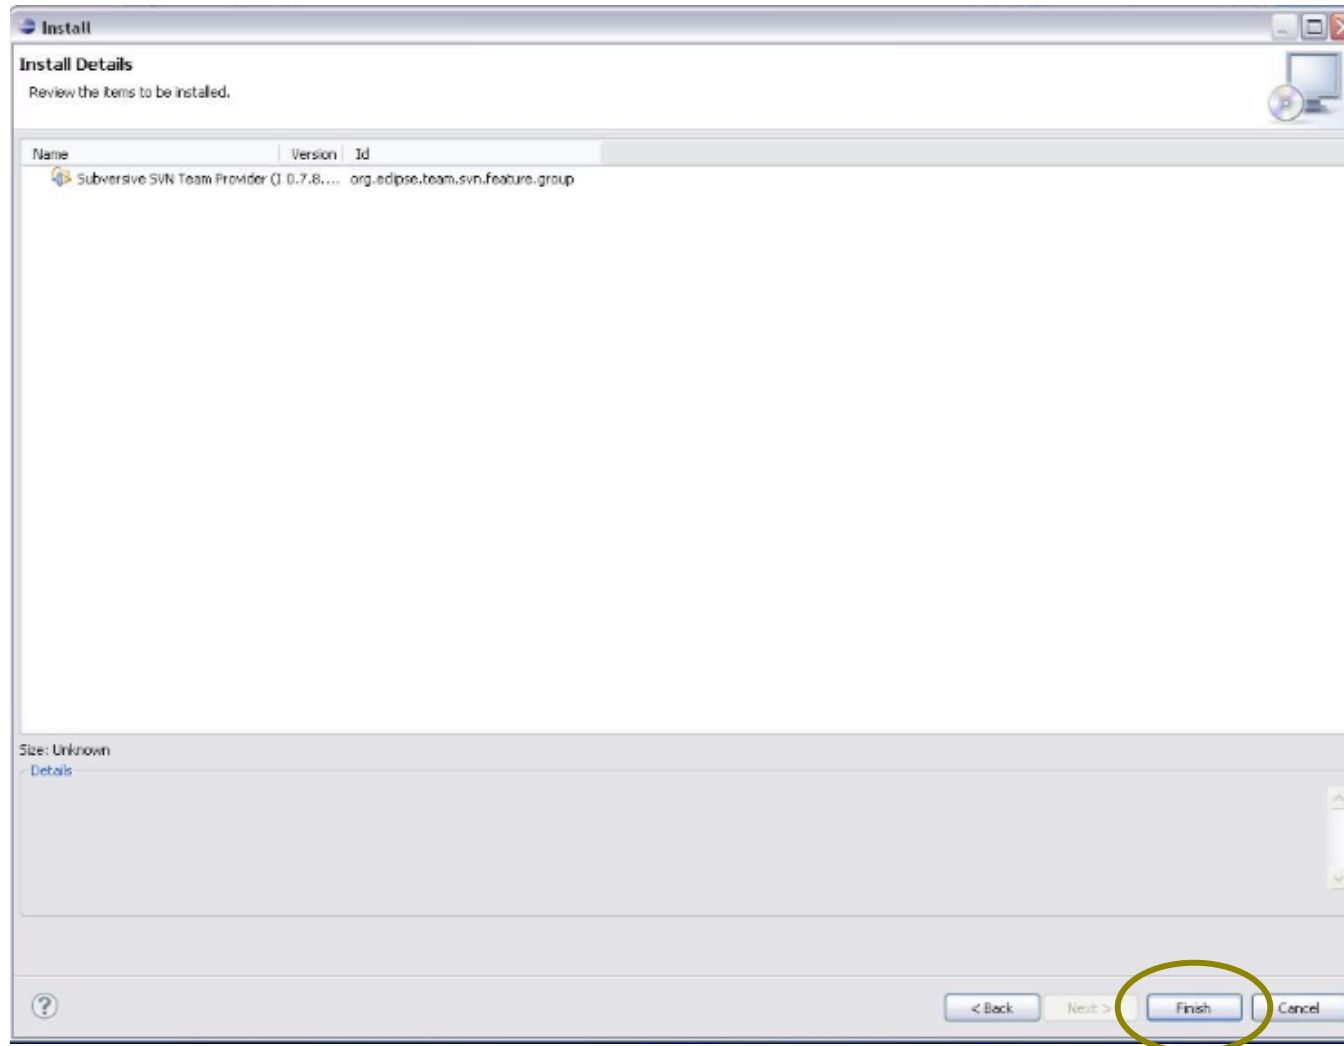 Install
Install Details
Review the items to be installed.
Name Version Id
Subversive SVN Team Provider (I 0.7.8.... org.eclipse.team.svn.feature.group
Size: Unknown
Details
< Back Next > Finish Cancel